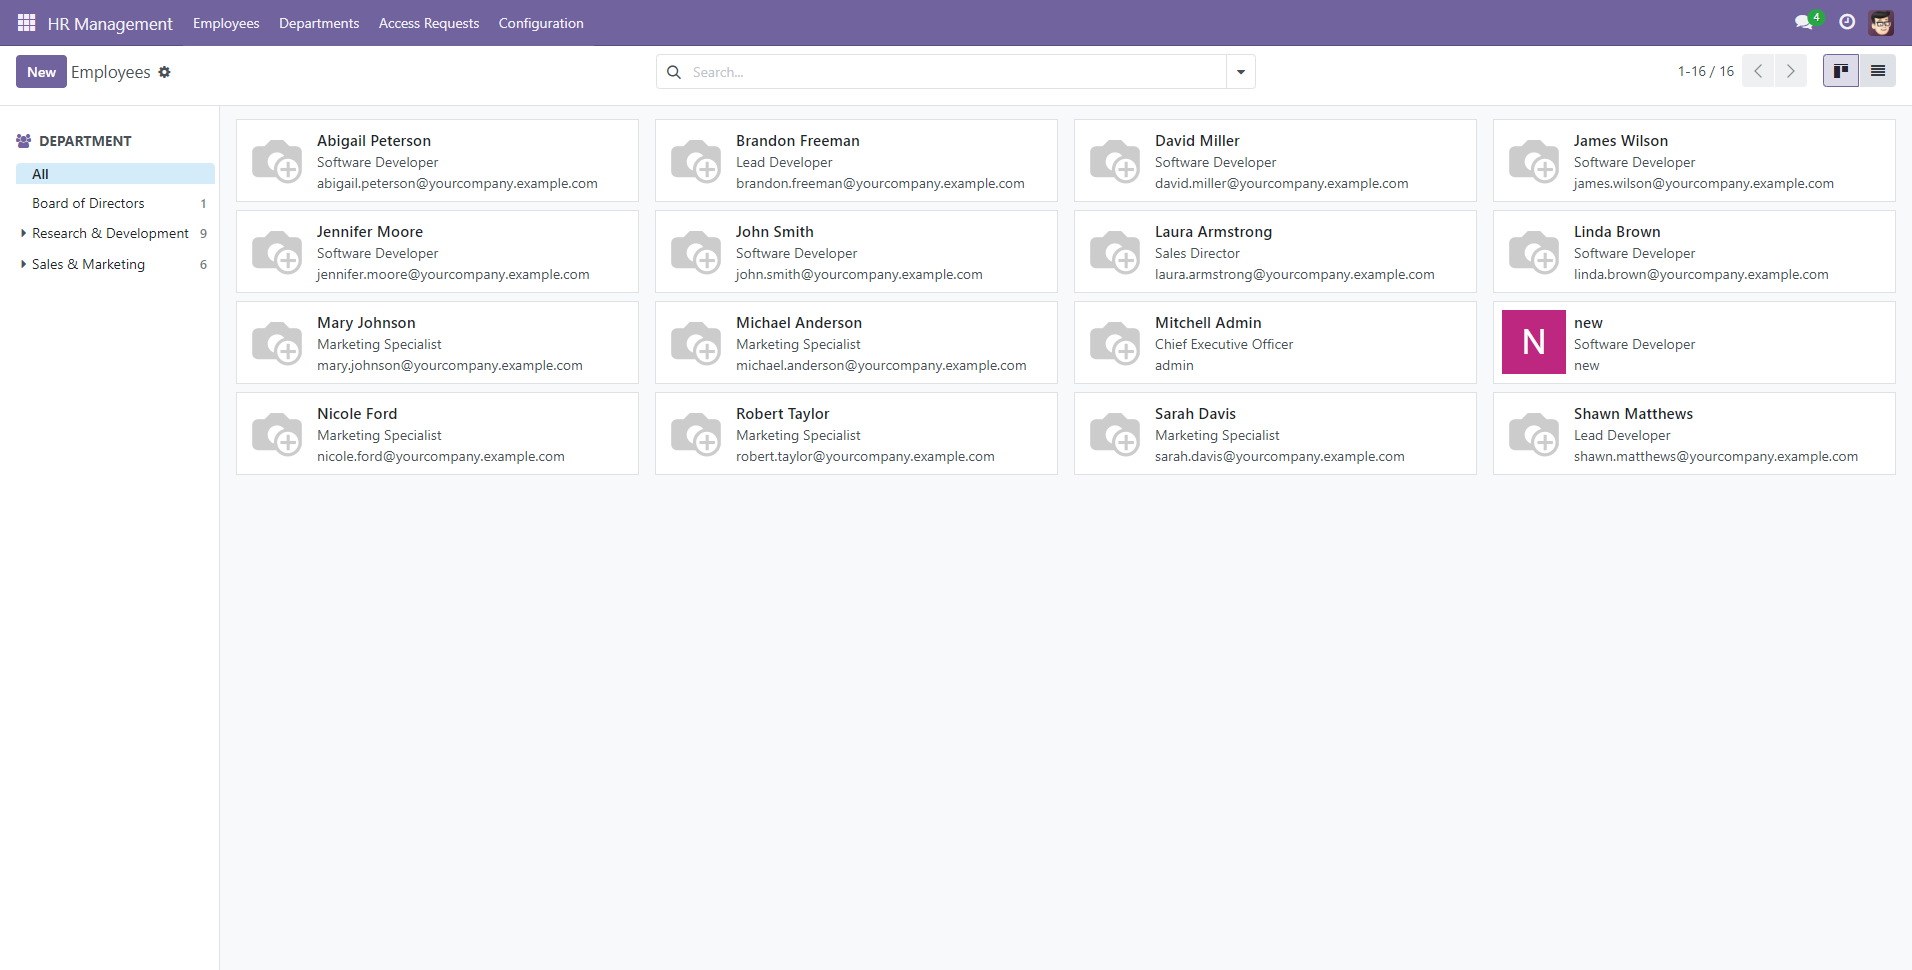 HR Management Employees Departments Access Requests Configuration 4
New Employees Search... 1-16 / 16
DEPARTMENT
All
Board of Directors 1
Research & Development 9
Sales & Marketing 6
Abigail Peterson
Software Developer
abigail.peterson@yourcompany.example.com
Brandon Freeman
Lead Developer
brandon.freeman@yourcompany.example.com
David Miller
Software Developer
david.miller@yourcompany.example.com
James Wilson
Software Developer
james.wilson@yourcompany.example.com
Jennifer Moore
Software Developer
jennifer.moore@yourcompany.example.com
John Smith
Software Developer
john.smith@yourcompany.example.com
Laura Armstrong
Sales Director
laura.armstrong@yourcompany.example.com
Linda Brown
Software Developer
linda.brown@yourcompany.example.com
Mary Johnson
Marketing Specialist
mary.johnson@yourcompany.example.com
Michael Anderson
Marketing Specialist
michael.anderson@yourcompany.example.com
Mitchell Admin
Chief Executive Officer
admin
N
new
Software Developer
new
Nicole Ford
Marketing Specialist
nicole.ford@yourcompany.example.com
Robert Taylor
Marketing Specialist
robert.taylor@yourcompany.example.com
Sarah Davis
Marketing Specialist
sarah.davis@yourcompany.example.com
Shawn Matthews
Lead Developer
shawn.matthews@yourcompany.example.com